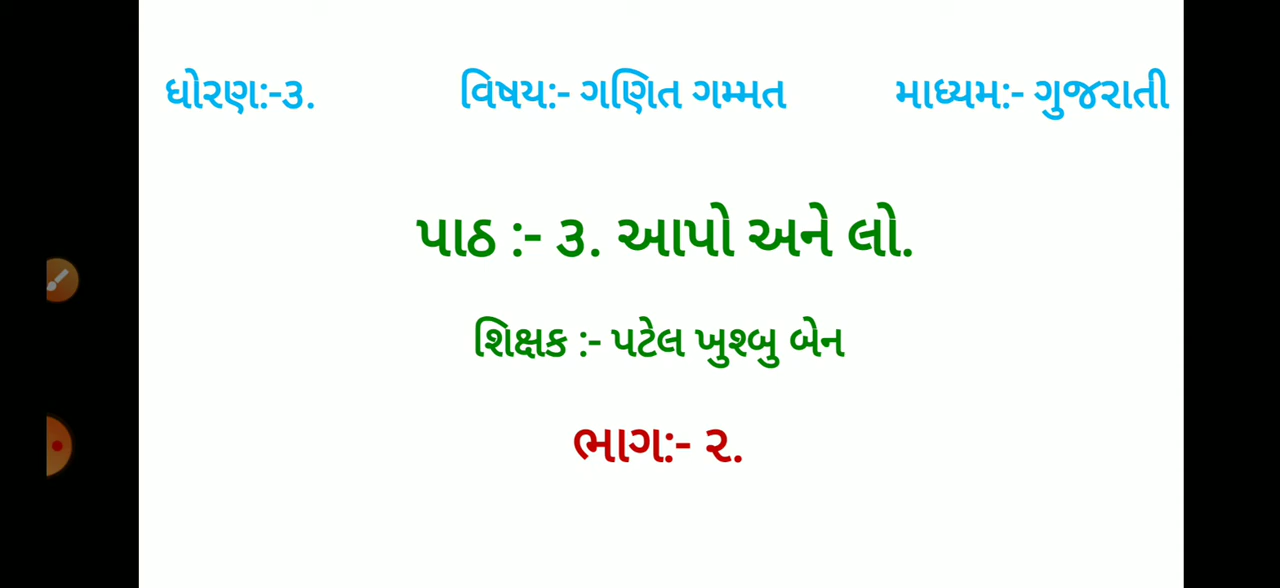 ધોરણ:-૩. વિષય:- ગણિત ગમ્મત માધ્યમ:- ગુજરાતી
પાઠ :- ૩. આપો અને લો.
શિક્ષક :- પટેલ ખુશ્બુ બેન
ભાગ:- ૨.